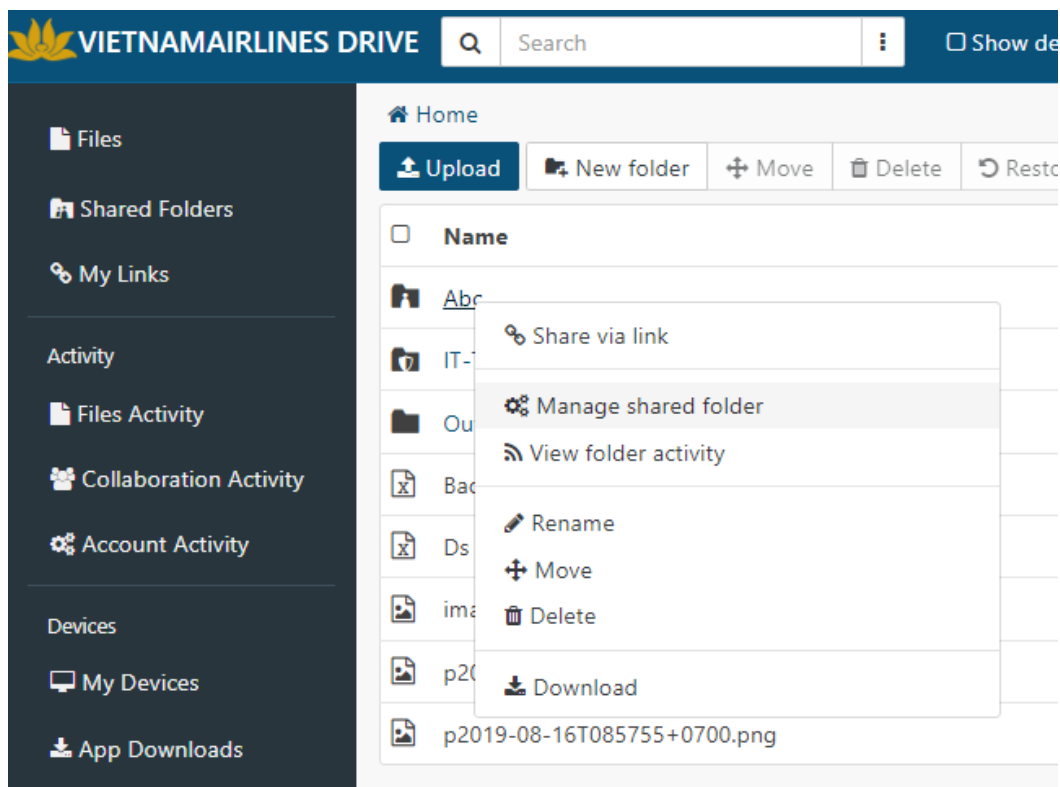 VIETNAMAIRLINES DRIVE
Search
Show de
Files
Shared Folders
My Links
Activity
Files Activity
Collaboration Activity
Account Activity
Devices
My Devices
App Downloads
Home
Upload
New folder
Move
Delete
Resto
Name
Abc
IT-
Ou
Bac
Ds
ima
p20
p2019-08-16T085755+0700.png
Share via link
Manage shared folder
View folder activity
Rename
Move
Delete
Download